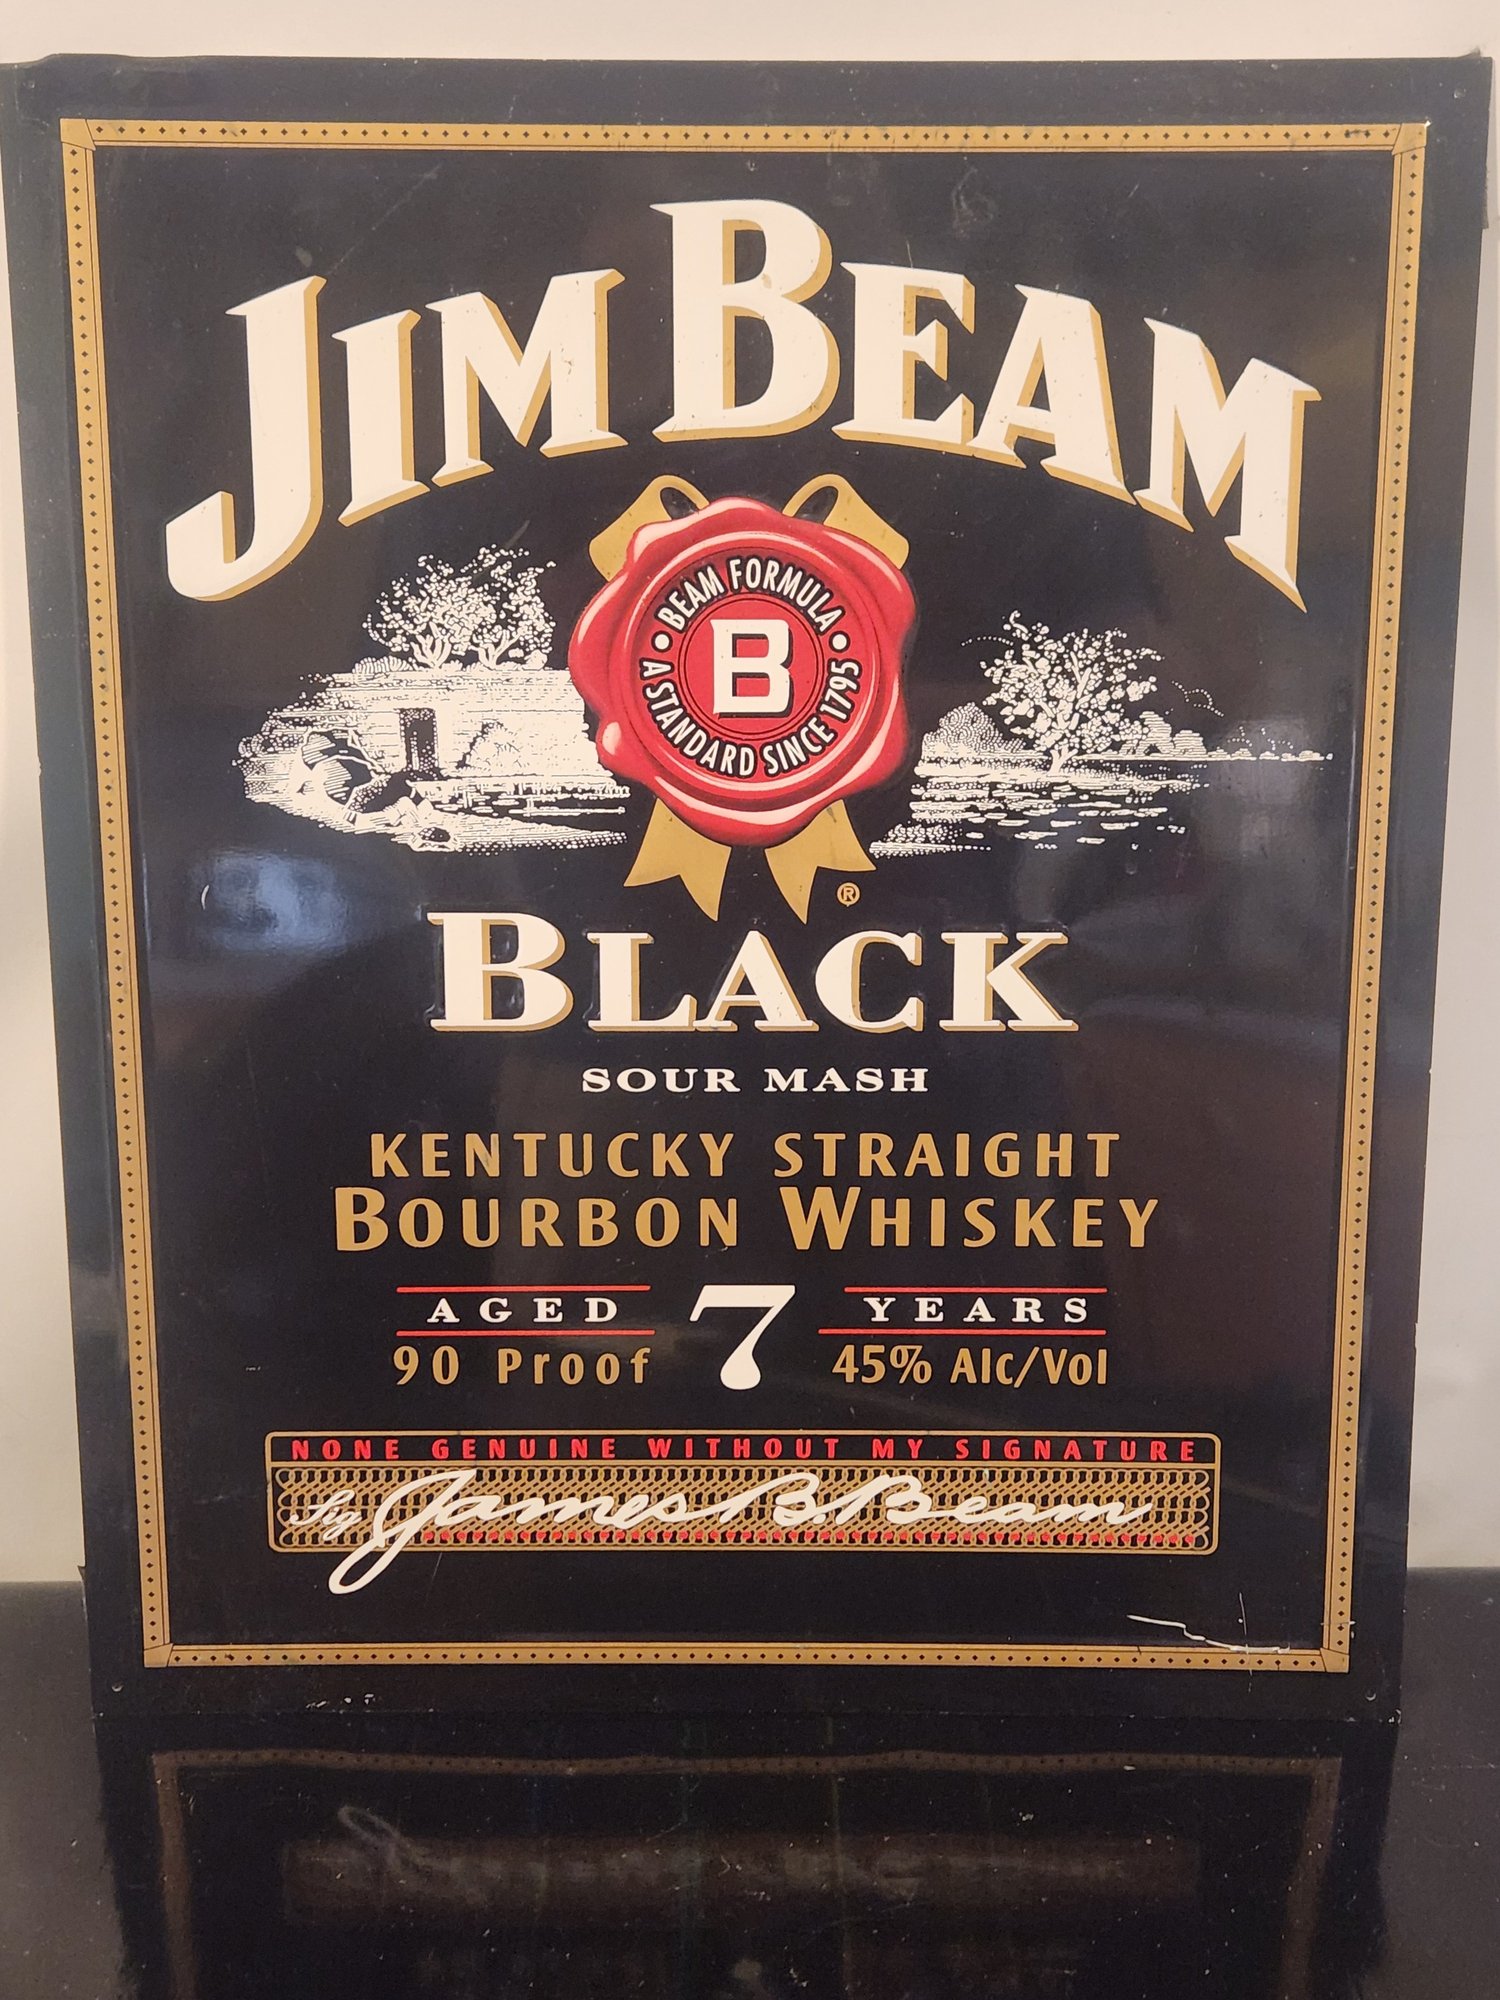 JIM BEAM
• BEAM FORMULA •
A STANDARD SINCE 1795
B
®
BLACK
SOUR MASH
KENTUCKY STRAIGHT
BOURBON WHISKEY
AGED 7 YEARS
90 Proof 45% Alc/Vol
NONE GENUINE WITHOUT MY SIGNATURE
Sig James B. Beam